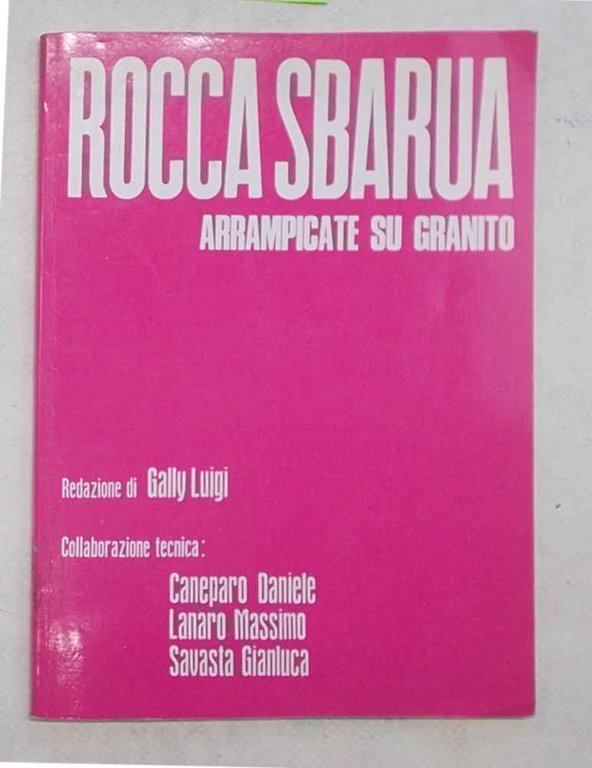 ROCCA SBARUA
ARRAMPICATE SU GRANITO
Redazione di Gally Luigi
Collaborazione tecnica:
Caneparo Daniele
Lanaro Massimo
Savasta Gianluca